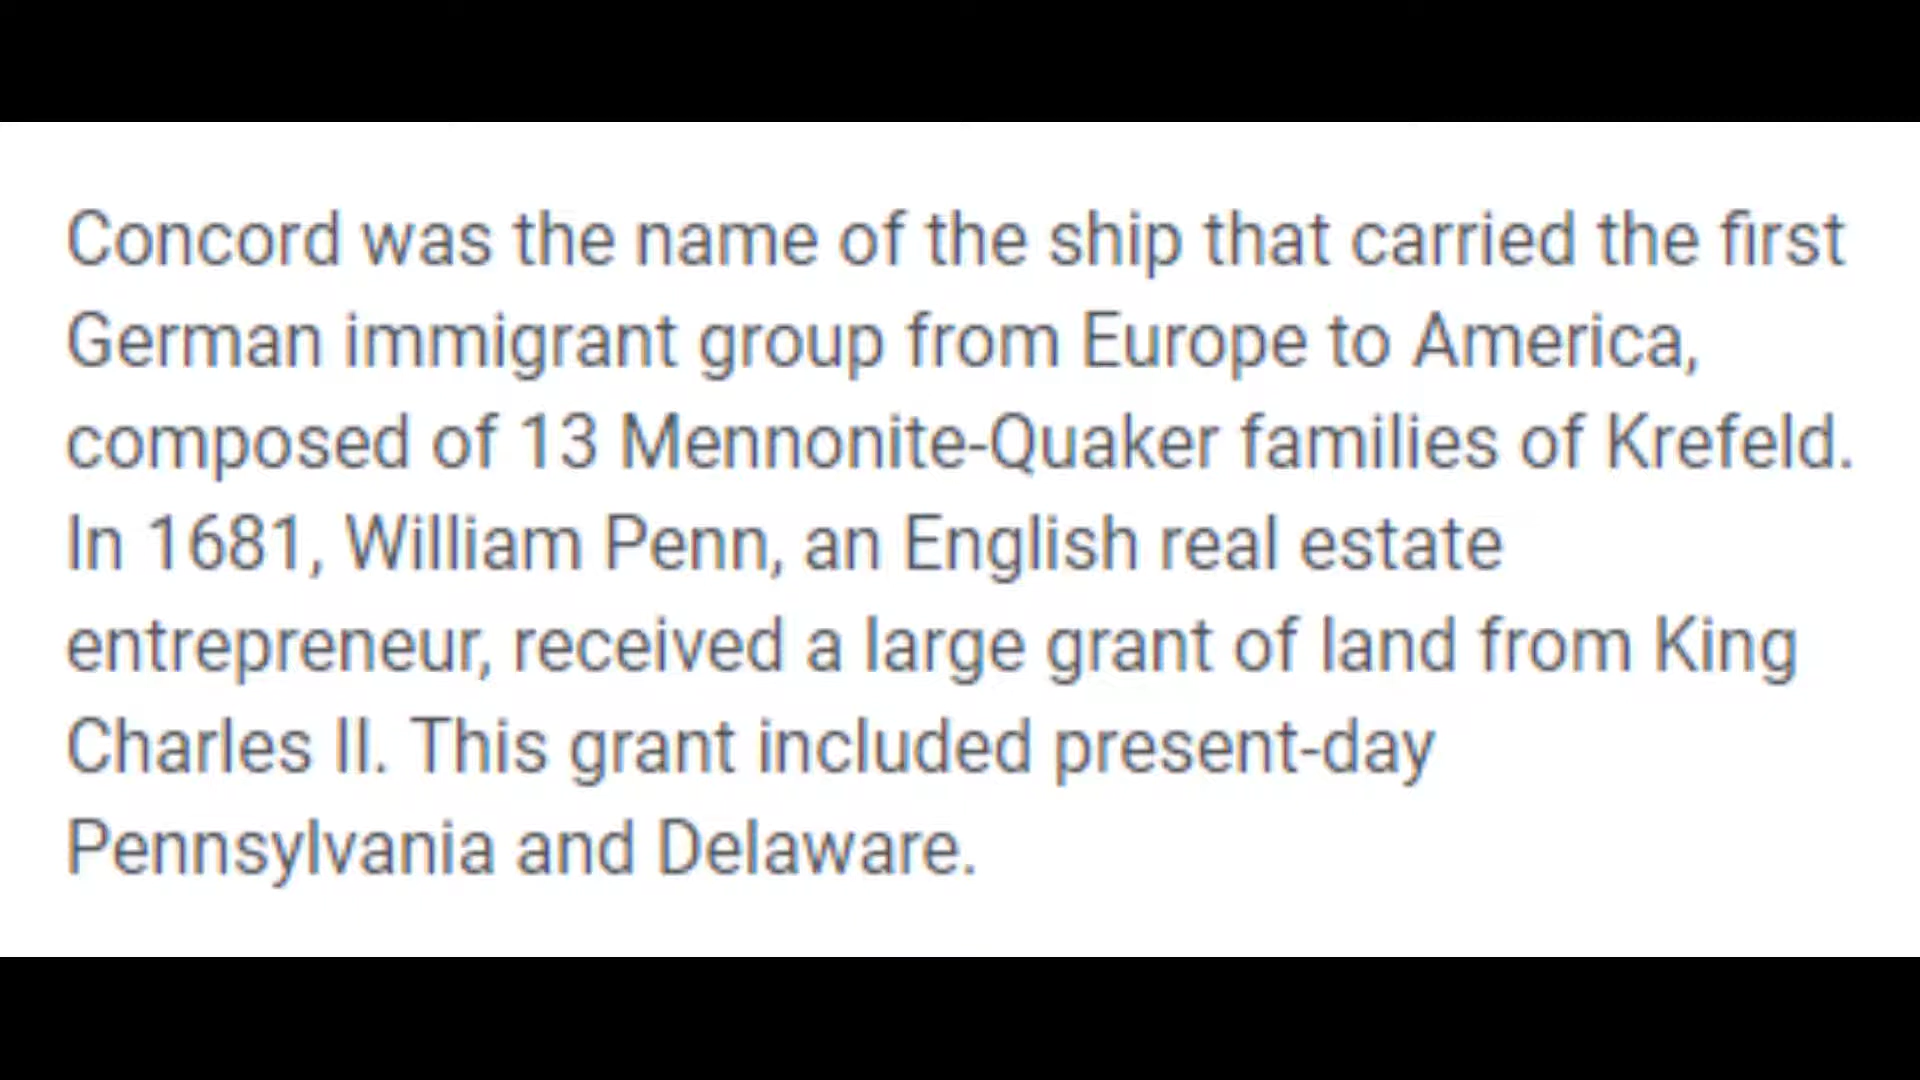 Concord was the name of the ship that carried the first
German immigrant group from Europe to America,
composed of 13 Mennonite-Quaker families of Krefeld.
In 1681, William Penn, an English real estate
entrepreneur, received a large grant of land from King
Charles II. This grant included present-day
Pennsylvania and Delaware.